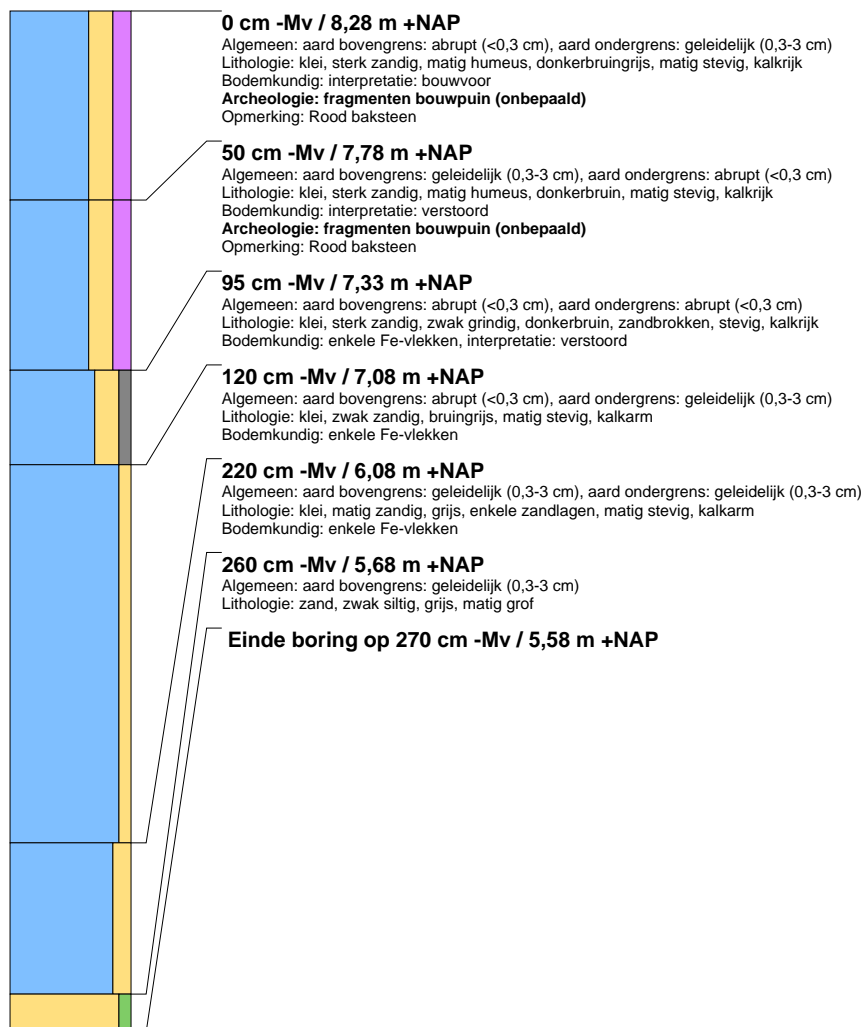 0 cm -Mv / 8,28 m +NAP
Algemeen: aard bovengrens: abrupt (<0,3 cm), aard ondergrens: geleidelijk (0,3-3 cm)
Lithologie: klei, sterk zandig, matig humeus, donkerbruingrijs, matig stevig, kalkrijk
Bodemkundig: interpretatie: bouwvoor
Archeologie: fragmenten bouwpuin (onbepaald)
Opmerking: Rood baksteen
50 cm -Mv / 7,78 m +NAP
Algemeen: aard bovengrens: geleidelijk (0,3-3 cm), aard ondergrens: abrupt (<0,3 cm)
Lithologie: klei, sterk zandig, matig humeus, donkerbruin, matig stevig, kalkrijk
Bodemkundig: interpretatie: verstoord
Archeologie: fragmenten bouwpuin (onbepaald)
Opmerking: Rood baksteen
95 cm -Mv / 7,33 m +NAP
Algemeen: aard bovengrens: abrupt (<0,3 cm), aard ondergrens: abrupt (<0,3 cm)
Lithologie: klei, sterk zandig, zwak grindig, donkerbruin, zandbrokken, stevig, kalkrijk
Bodemkundig: enkele Fe-vlekken, interpretatie: verstoord
120 cm -Mv / 7,08 m +NAP
Algemeen: aard bovengrens: abrupt (<0,3 cm), aard ondergrens: geleidelijk (0,3-3 cm)
Lithologie: klei, zwak zandig, bruingrijs, matig stevig, kalkarm
Bodemkundig: enkele Fe-vlekken
220 cm -Mv / 6,08 m +NAP
Algemeen: aard bovengrens: geleidelijk (0,3-3 cm), aard ondergrens: geleidelijk (0,3-3 cm)
Lithologie: klei, matig zandig, grijs, enkele zandlagen, matig stevig, kalkarm
Bodemkundig: enkele Fe-vlekken
260 cm -Mv / 5,68 m +NAP
Algemeen: aard bovengrens: geleidelijk (0,3-3 cm)
Lithologie: zand, zwak siltig, grijs, matig grof
Einde boring op 270 cm -Mv / 5,58 m +NAP